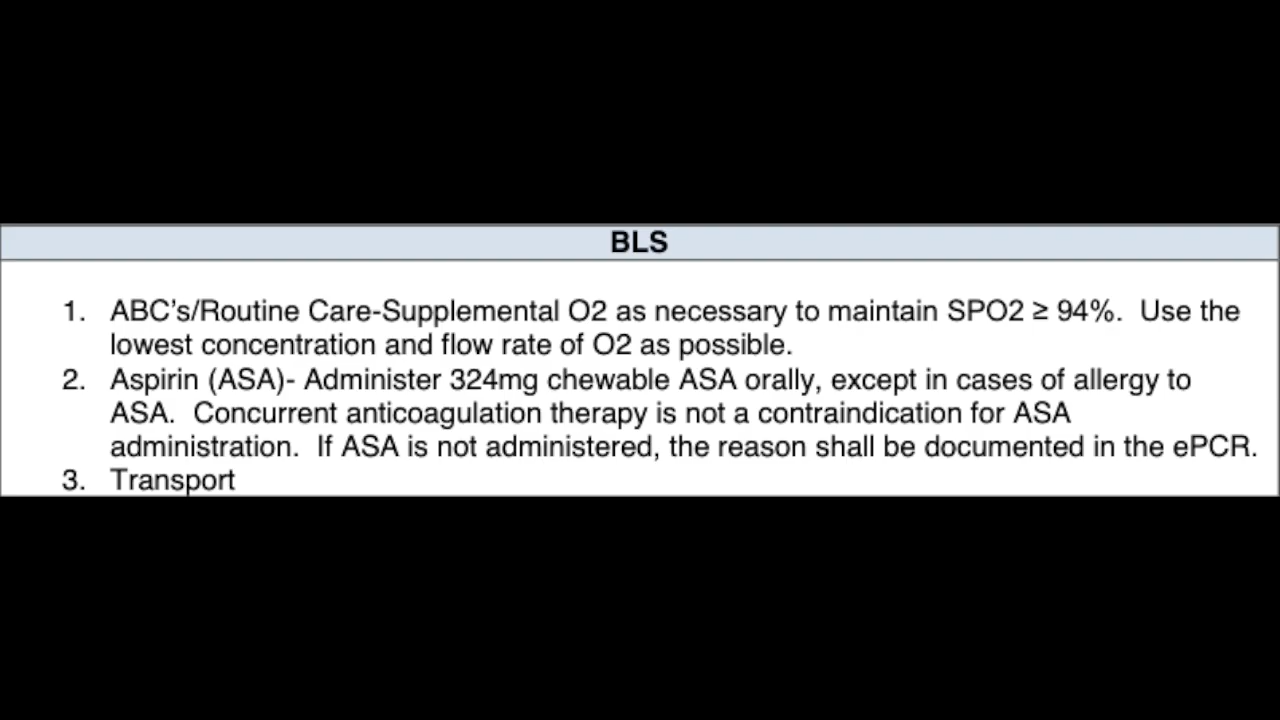 BLS
1. ABC's/Routine Care-Supplemental O2 as necessary to maintain SPO2 ≥ 94%.  Use the
lowest concentration and flow rate of O2 as possible.
2. Aspirin (ASA)- Administer 324mg chewable ASA orally, except in cases of allergy to
ASA.  Concurrent anticoagulation therapy is not a contraindication for ASA
administration.  If ASA is not administered, the reason shall be documented in the ePCR.
3. Transport